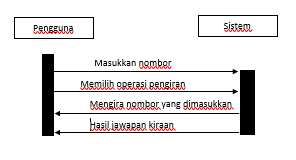 Pengguna
Sistem
Masukkan nombor
Memilih operasi pengiran
Mengira nombor yang dimasukkan
Hasil jawapan kiraan